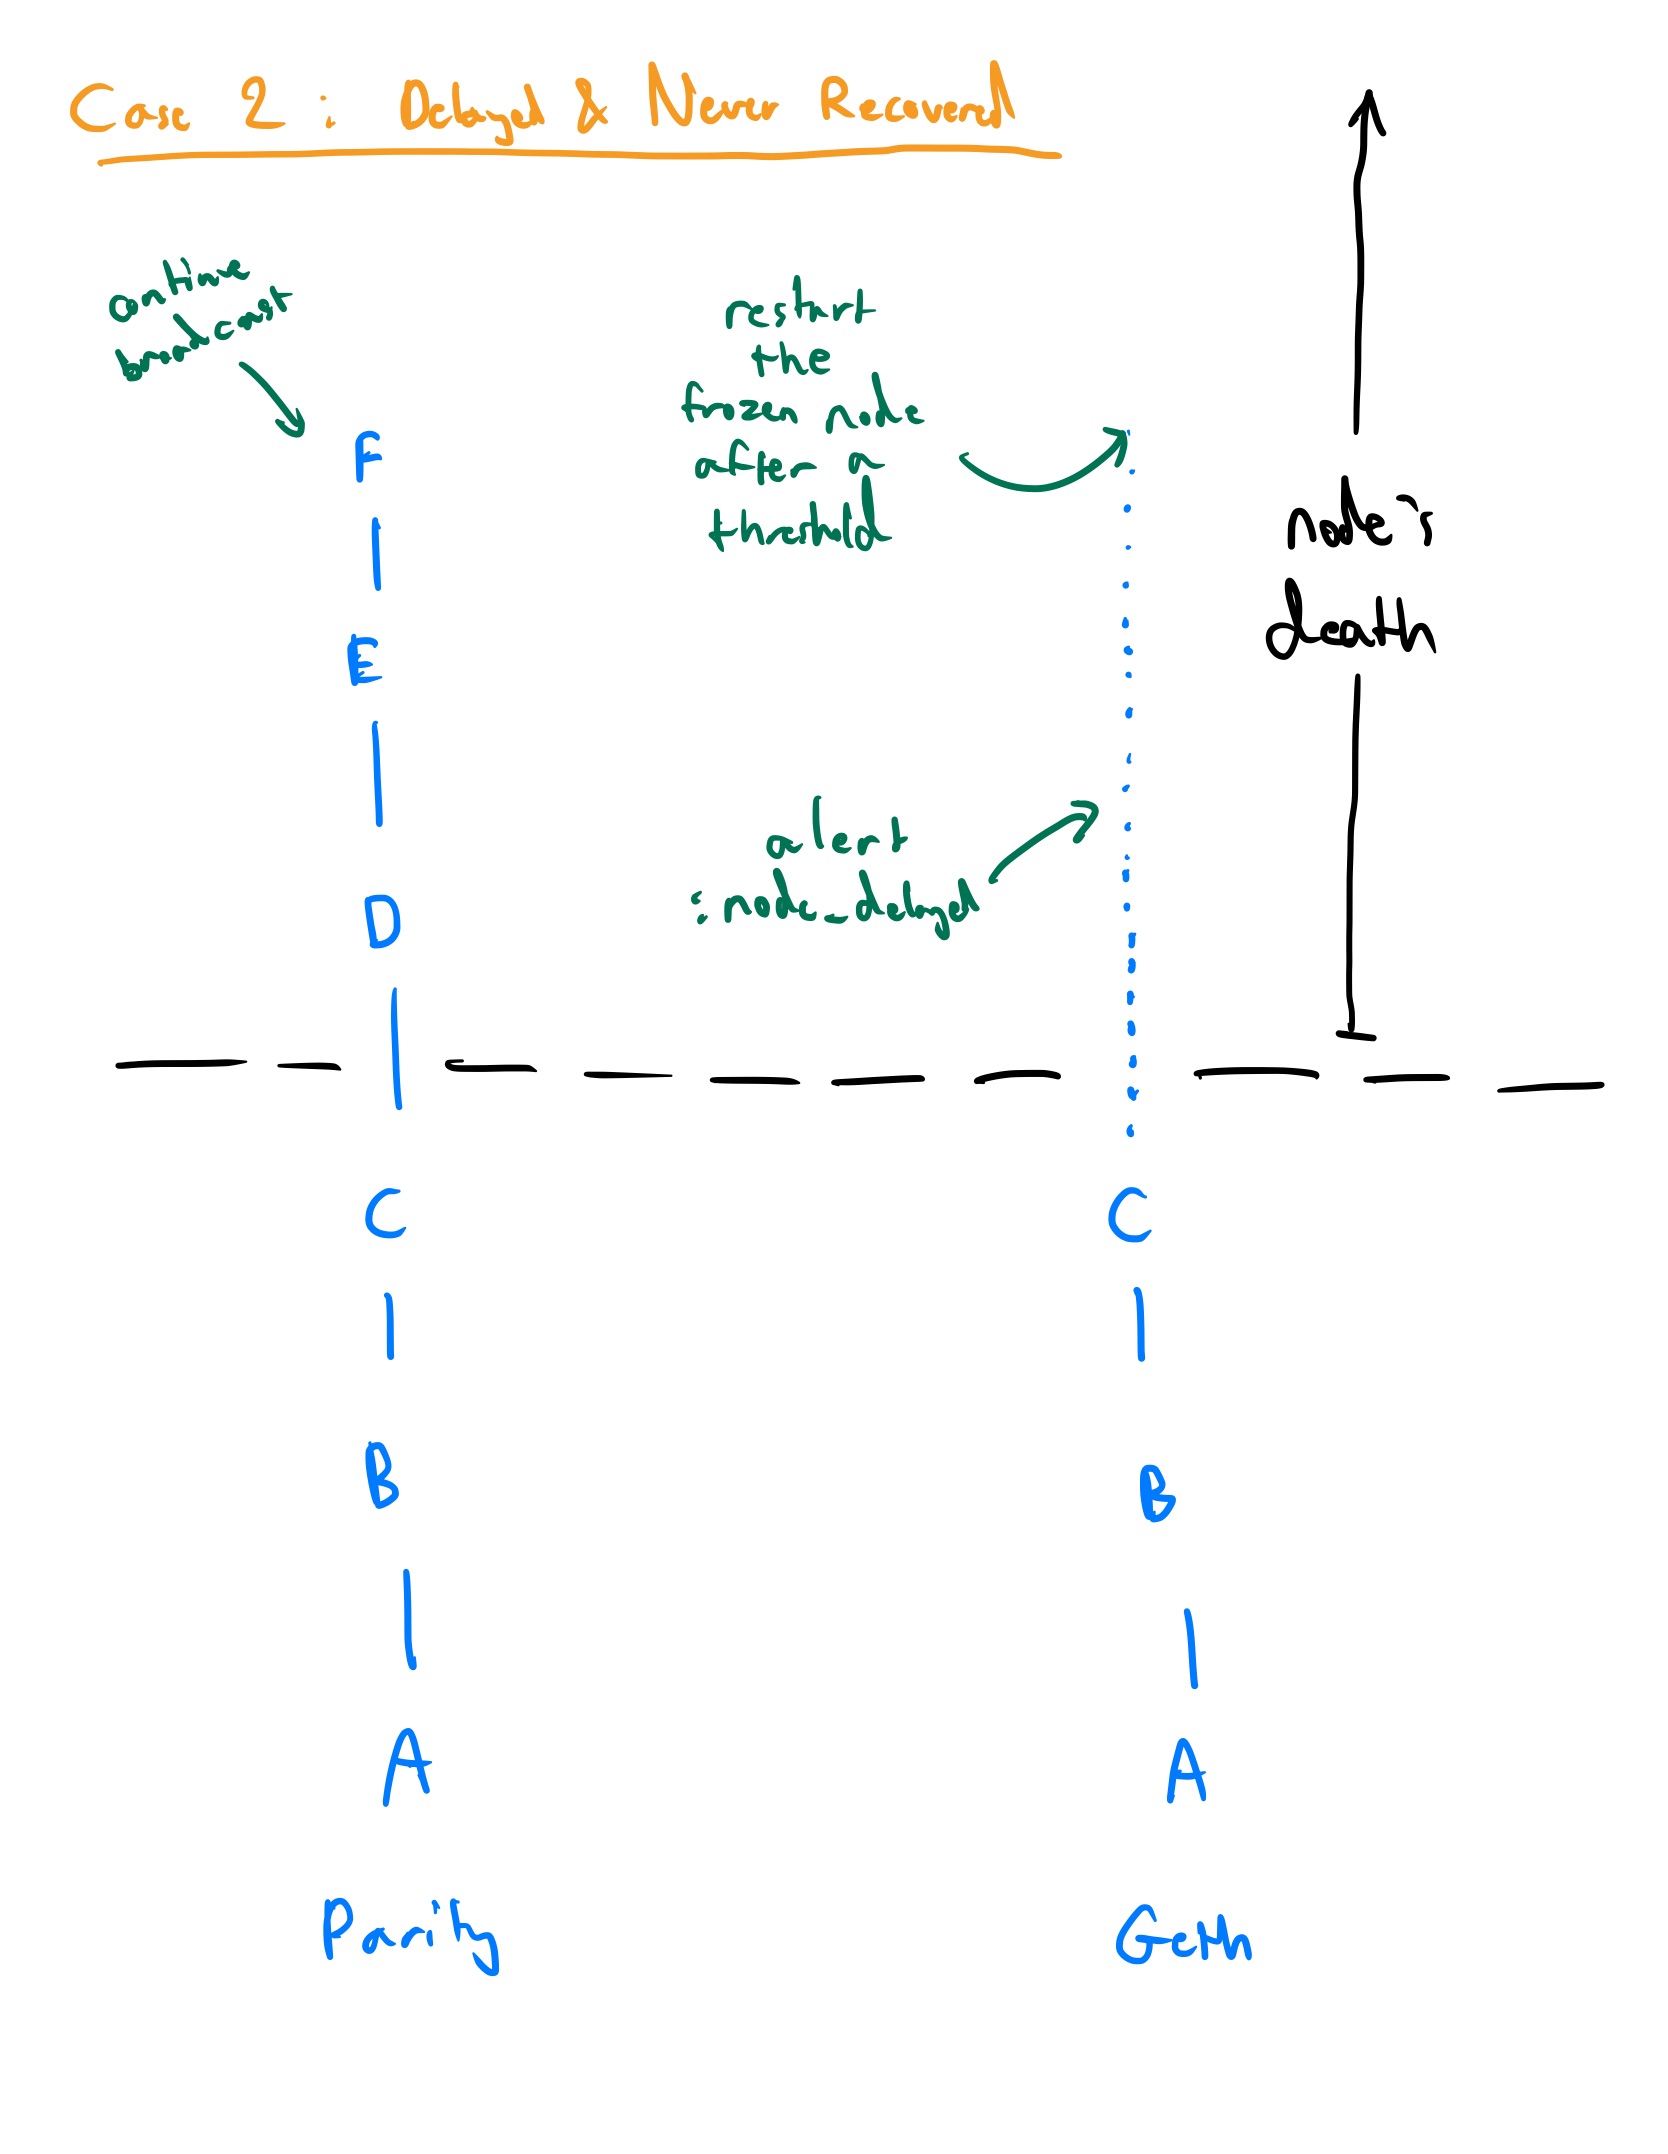 Case 2 : Delayed & Never Recovered
continue
broadcast
restart
the
frozen node
after a
threshold
node's
death
alert
:node_delayed
F
E
D
C
B
A
Parity
C
B
A
Geth